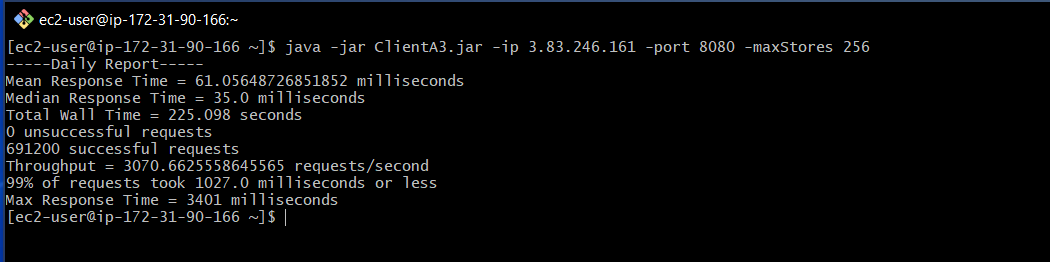 ec2-user@ip-172-31-90-166:~
[ec2-user@ip-172-31-90-166 ~]$ java -jar ClientA3.jar -ip 3.83.246.161 -port 8080 -maxStores 256
-----Daily Report-----
Mean Response Time = 61.05648726851852 milliseconds
Median Response Time = 35.0 milliseconds
Total Wall Time = 225.098 seconds
0 unsuccessful requests
691200 successful requests
Throughput = 3070.6625558645565 requests/second
99% of requests took 1027.0 milliseconds or less
Max Response Time = 3401 milliseconds
[ec2-user@ip-172-31-90-166 ~]$